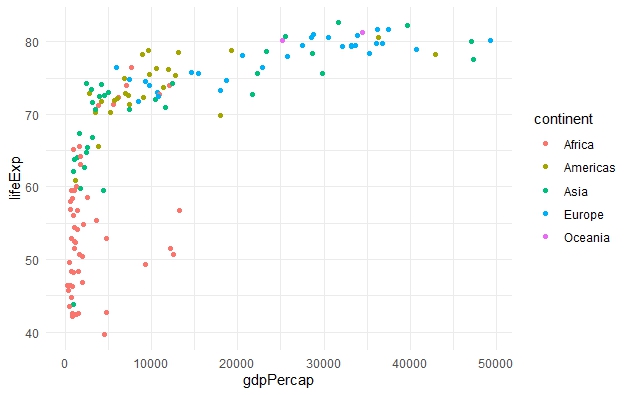 80
70
60
50
40
lifeExp
0
10000
20000
30000
40000
50000
gdpPercap
continent
Africa
Americas
Asia
Europe
Oceania